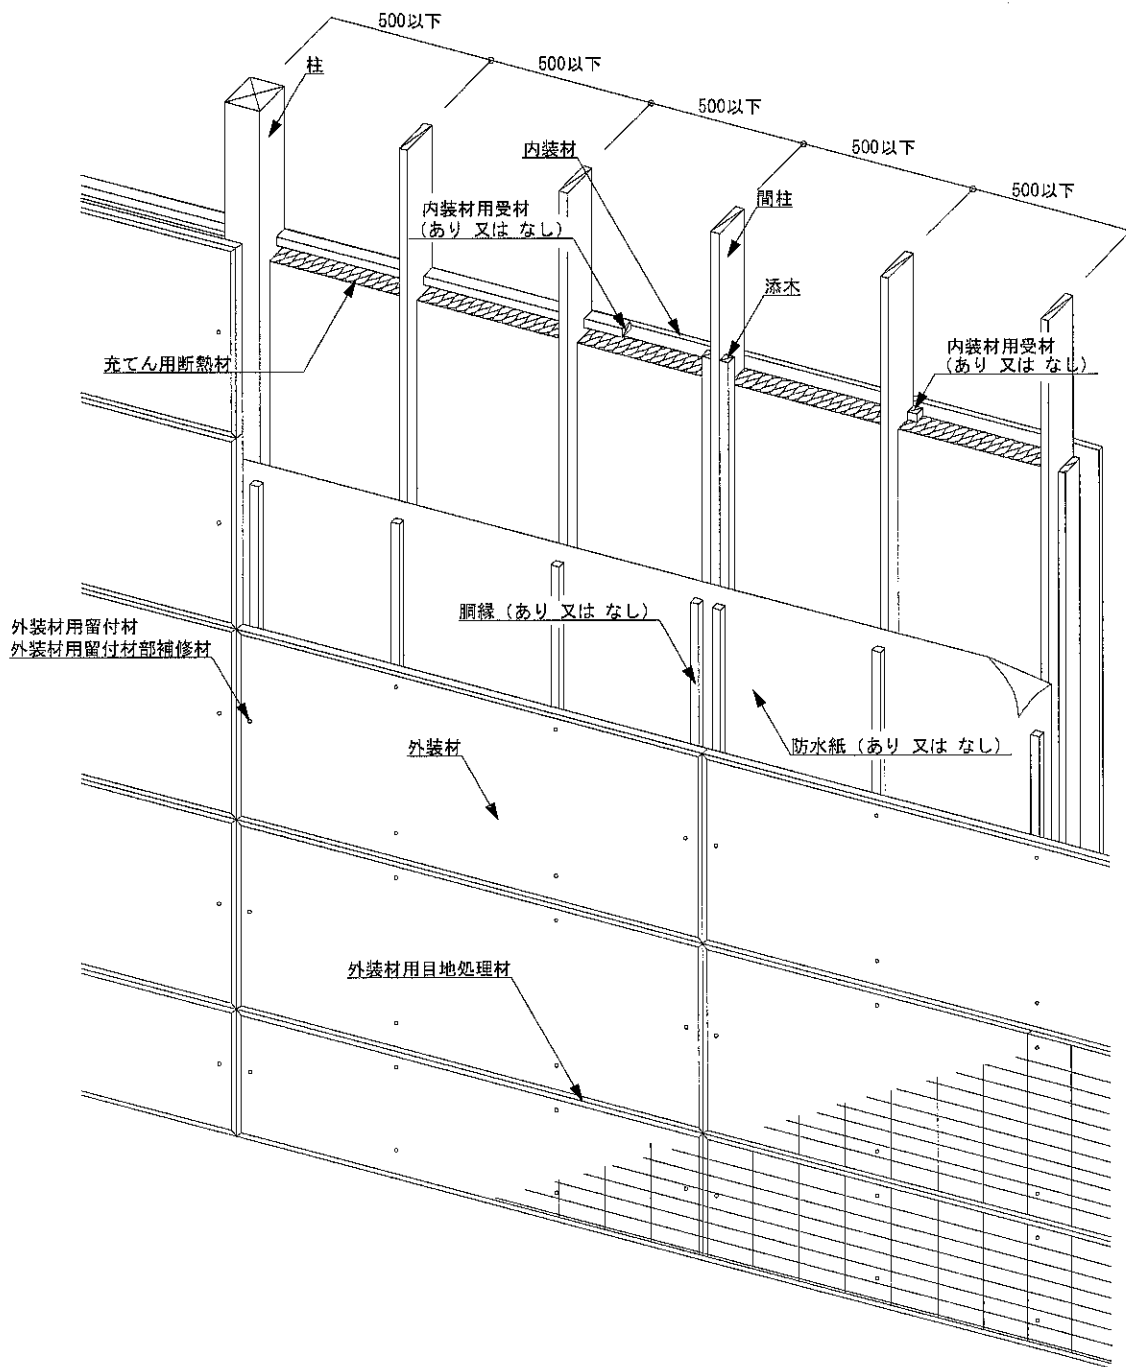 500以下
500以下
500以下
500以下
500以下
柱
内装材
間柱
内装材用受材
(あり 又は なし)
添木
充てん用断熱材
内装材用受材
(あり 又は なし)
胴縁 (あり 又は なし)
外装材用留付材
外装材用留付材部補修材
外装材
防水紙 (あり 又は なし)
外装材用目地処理材